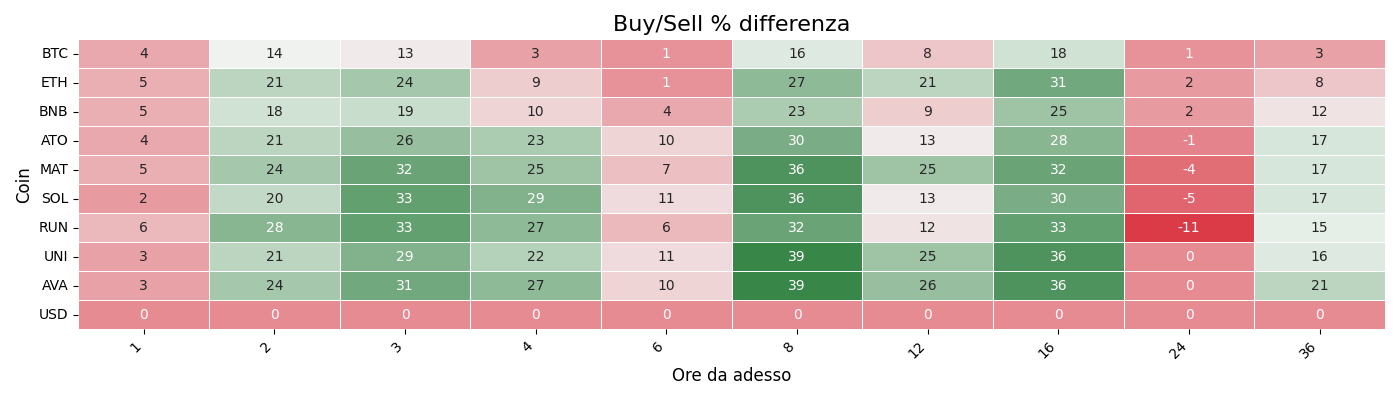 Buy/Sell % differenza
Coin
BTC 4 14 13 3 1 16 8 18 1 3
ETH 5 21 24 9 1 27 21 31 2 8
BNB 5 18 19 10 4 23 9 25 2 12
ATO 4 21 26 23 10 30 13 28 -1 17
MAT 5 24 32 25 7 36 25 32 -4 17
SOL 2 20 33 29 11 36 13 30 -5 17
RUN 6 28 33 27 6 32 12 33 -11 15
UNI 3 21 29 22 11 39 25 36 0 16
AVA 3 24 31 27 10 39 26 36 0 21
USD 0 0 0 0 0 0 0 0 0 0
1 2 3 4 6 8 12 16 24 36
Ore da adesso